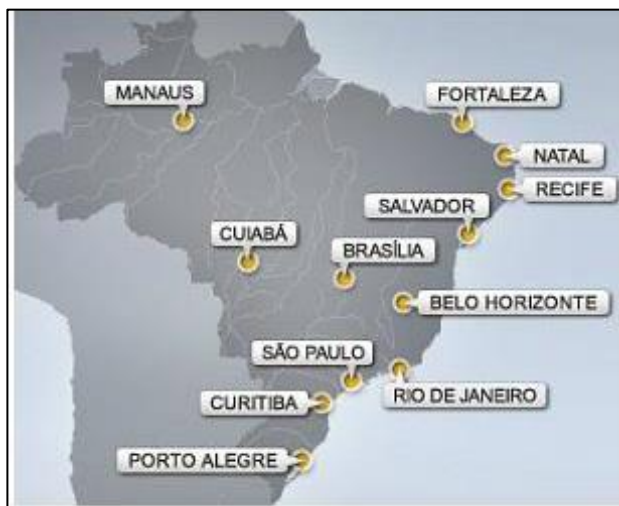 MANAUS
FORTALEZA
NATAL
RECIFE
SALVADOR
CUIABÁ
BRASÍLIA
BELO HORIZONTE
SÃO PAULO
RIO DE JANEIRO
CURITIBA
PORTO ALEGRE